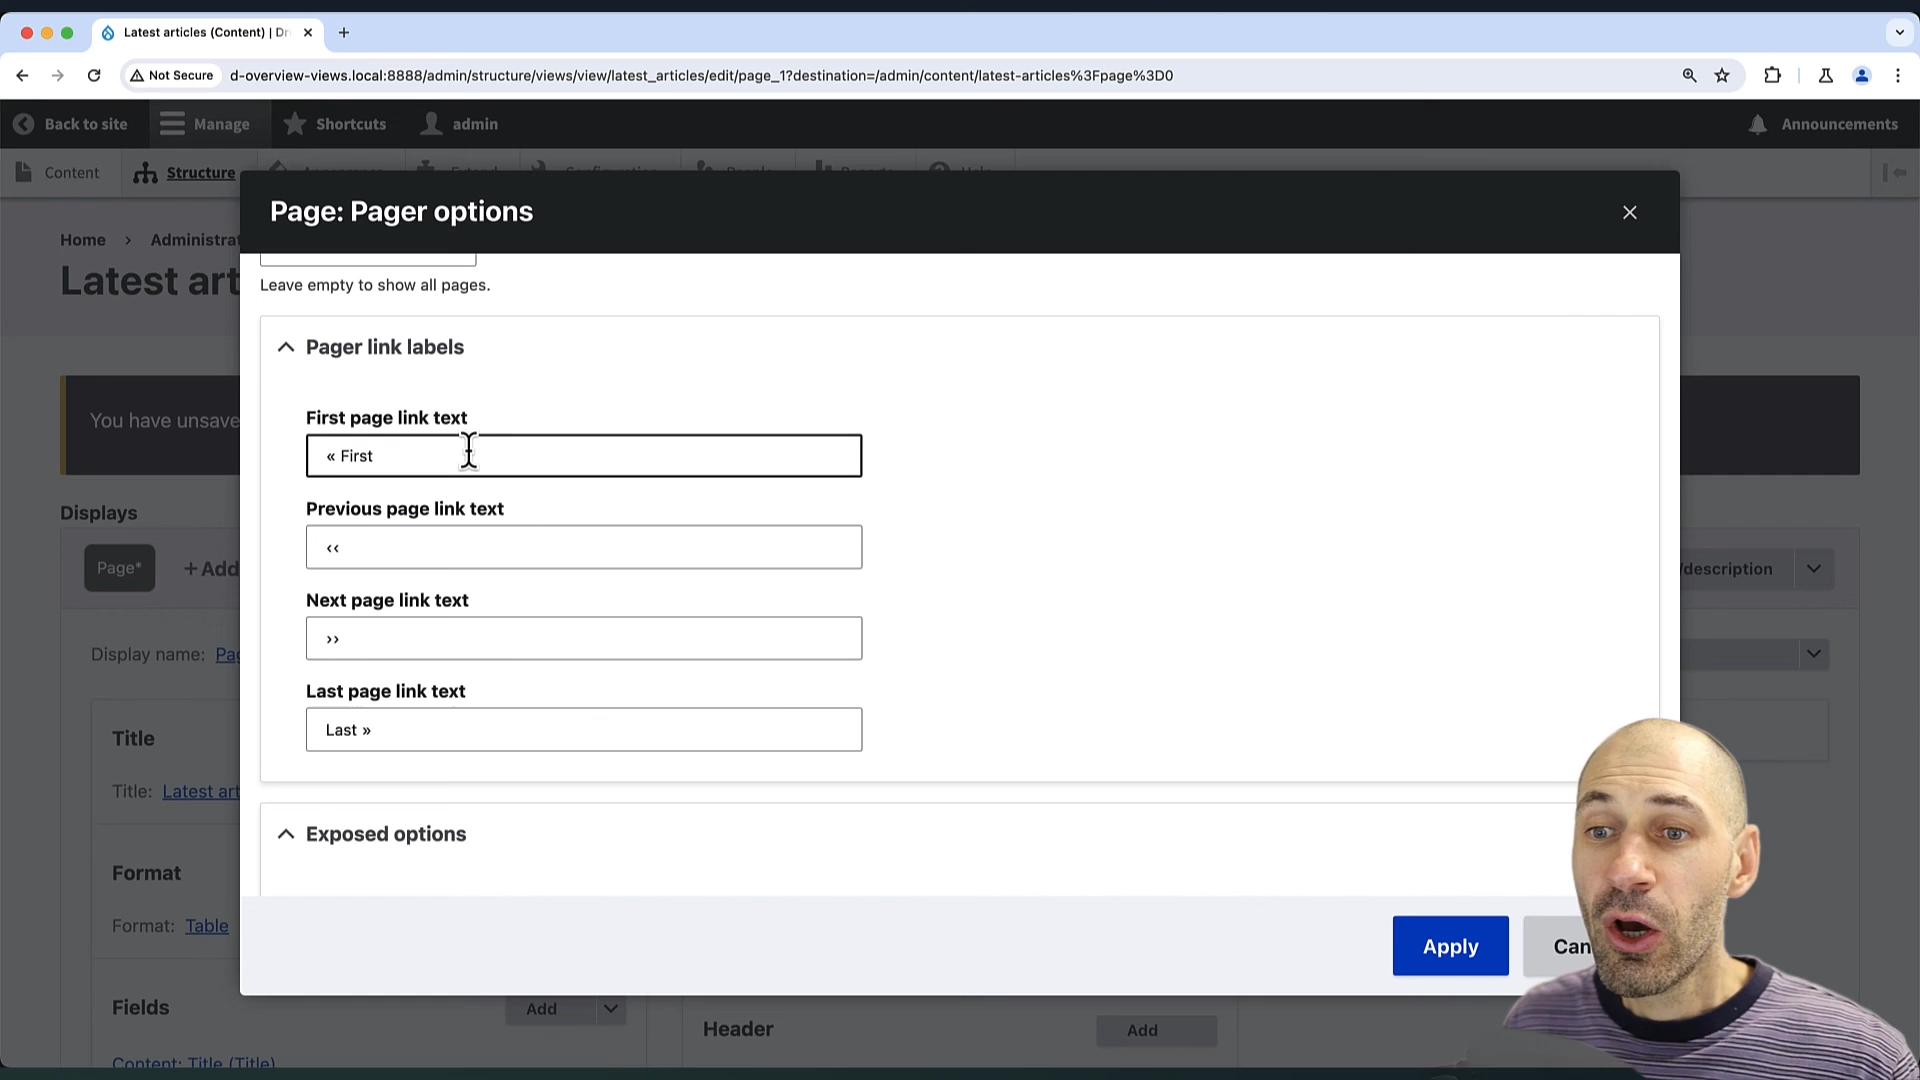 Latest articles (Content) | Dr
Not Secure
d-overview-views.local:8888/admin/structure/views/view/latest_articles/edit/page_1?destination=/admin/content/latest-articles%3Fpage%3D0
Back to site
Manage
Shortcuts
admin
Announcements
Content
Structure
Page: Pager options
Home
Administrat
Latest art
Leave empty to show all pages.
Pager link labels
You have unsave
First page link text
« First
Previous page link text
‹‹
Next page link text
››
Last page link text
Last »
Exposed options
Apply
Can
Displays
Page*
+ Add
/description
Display name: Pag
Title
Title: Latest art
Format
Format: Table
Fields
Add
Content: Title (Title)
Header
Add